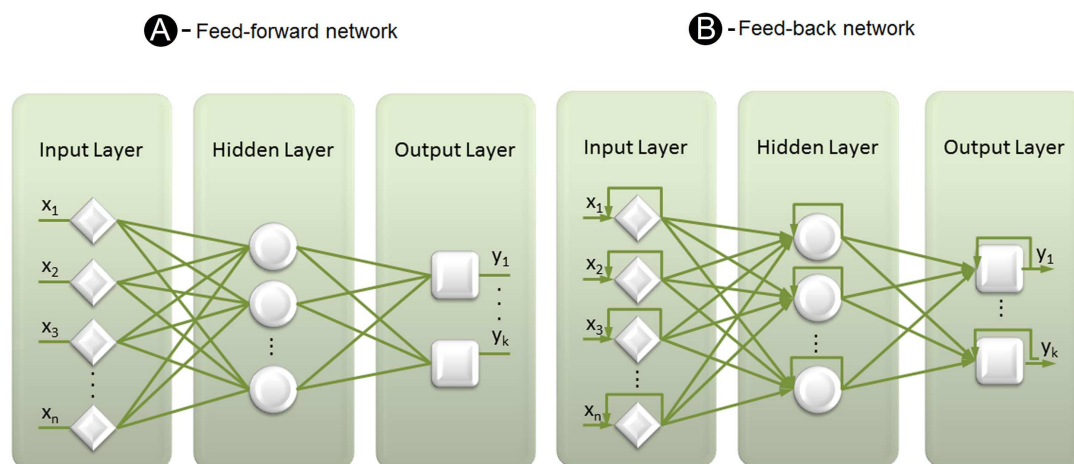 A - Feed-forward network
B - Feed-back network
Input Layer
Hidden Layer
Output Layer
x1
x2
x3
xn
y1
yk
Input Layer
Hidden Layer
Output Layer
x1
x2
x3
xn
y1
yk